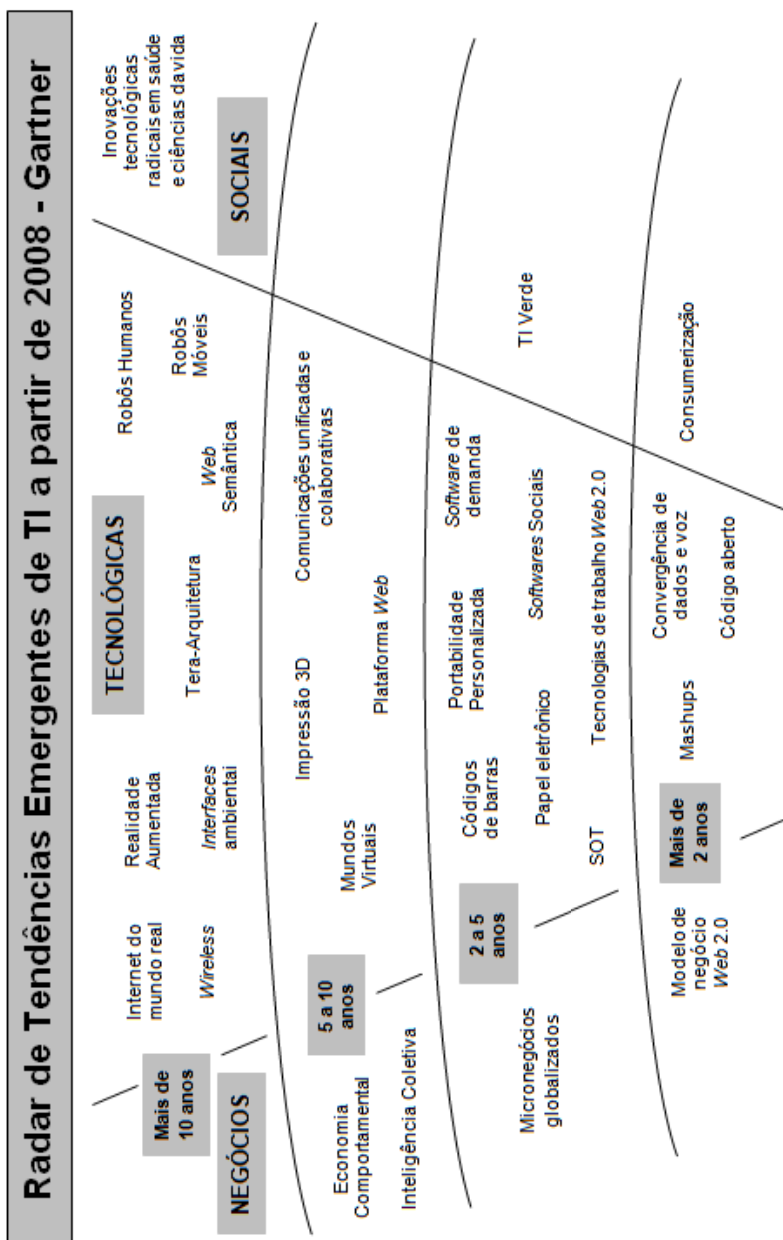 Radar de Tendências Emergentes de TI a partir de 2008 - Gartner
Mais de
10 anos
NEGÓCIOS
Internet do
mundo real
Wireless
Realidade
Aumentada
Interfaces
ambientai
TECNOLÓGICAS
Tera-Arquitetura
Web
Semântica
Robôs Humanos
Robôs
Móveis
Inovações
tecnológicas
radicais em saúde
e ciências da vida
SOCIAIS
5 a 10
anos
Economia
Comportamental
Inteligência Coletiva
Mundos
Virtuais
Impressão 3D
Plataforma Web
Comunicações unificadas e
colaborativas
2 a 5
anos
Micronegócios
globalizados
Códigos
de barras
Papel eletrônico
SOT
Portabilidade
Personalizada
Softwares Sociais
Tecnologias de trabalho Web 2.0
Software de
demanda
TI Verde
Mais de
2 anos
Modelo de
negócio
Web 2.0
Mashups
Convergência de
dados e voz
Código aberto
Consumerização